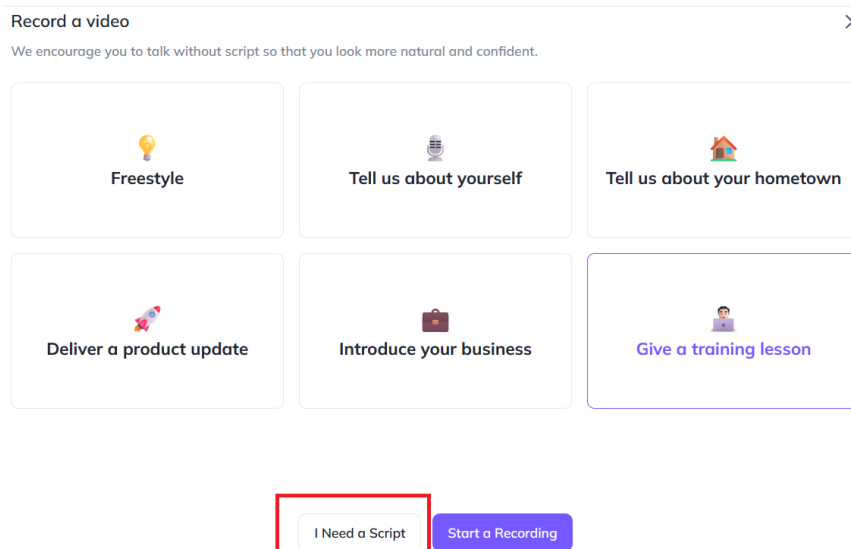 Record a video
We encourage you to talk without script so that you look more natural and confident.
Freestyle
Tell us about yourself
Tell us about your hometown
Deliver a product update
Introduce your business
Give a training lesson
I Need a Script
Start a Recording